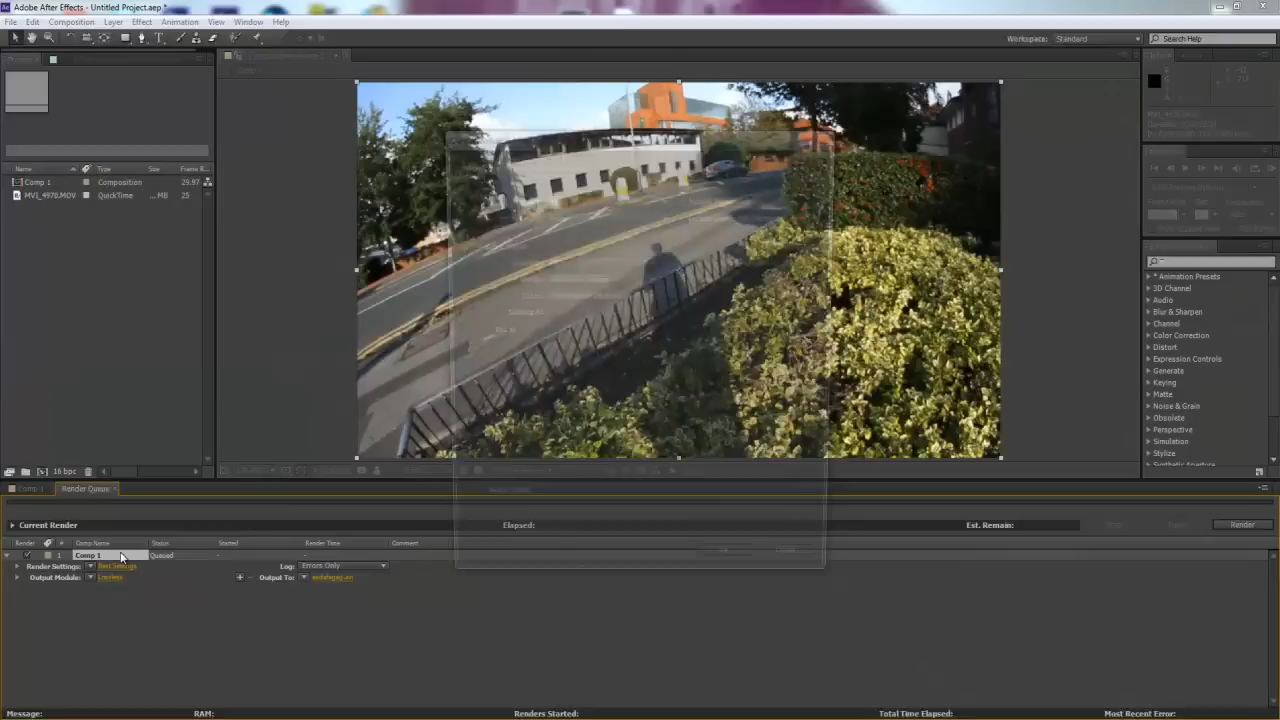 Adobe After Effects - Untitled Project.aep *
File Edit Composition Layer Effect Animation View Window Help
Workspace: Standard Search Help
Name Type Size Frame R...
Comp 1 Composition 29.97
MVI_4970.MOV QuickTime ... MB 25
* Animation Presets
3D Channel
Audio
Blur & Sharpen
Channel
Color Correction
Distort
Expression Controls
Generate
Keying
Matte
Noise & Grain
Obsolete
Perspective
Simulation
Stylize
Synthetic Aperture
16 bpc
Comp 1 Render Queue
Current Render Elapsed: Est. Remain: Render
Render # Comp Name Status Started Render Time Comment
1 Comp 1 Queued - -
Render Settings: Best Settings Log: Errors Only
Output Module: Lossless Output To:
Message: RAM: Renders Started: Total Time Elapsed: Most Recent Error: